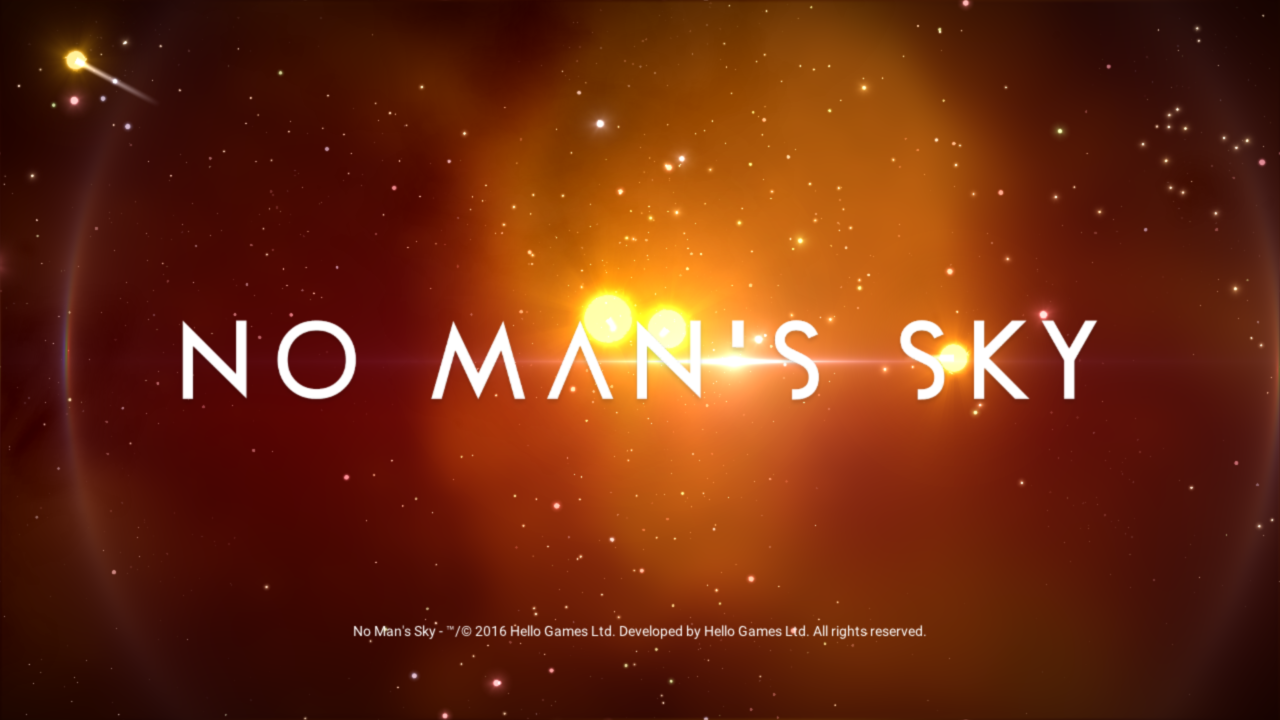 NO MAN'S SKY
No Man's Sky - ™/© 2016 Hello Games Ltd. Developed by Hello Games Ltd. All rights reserved.